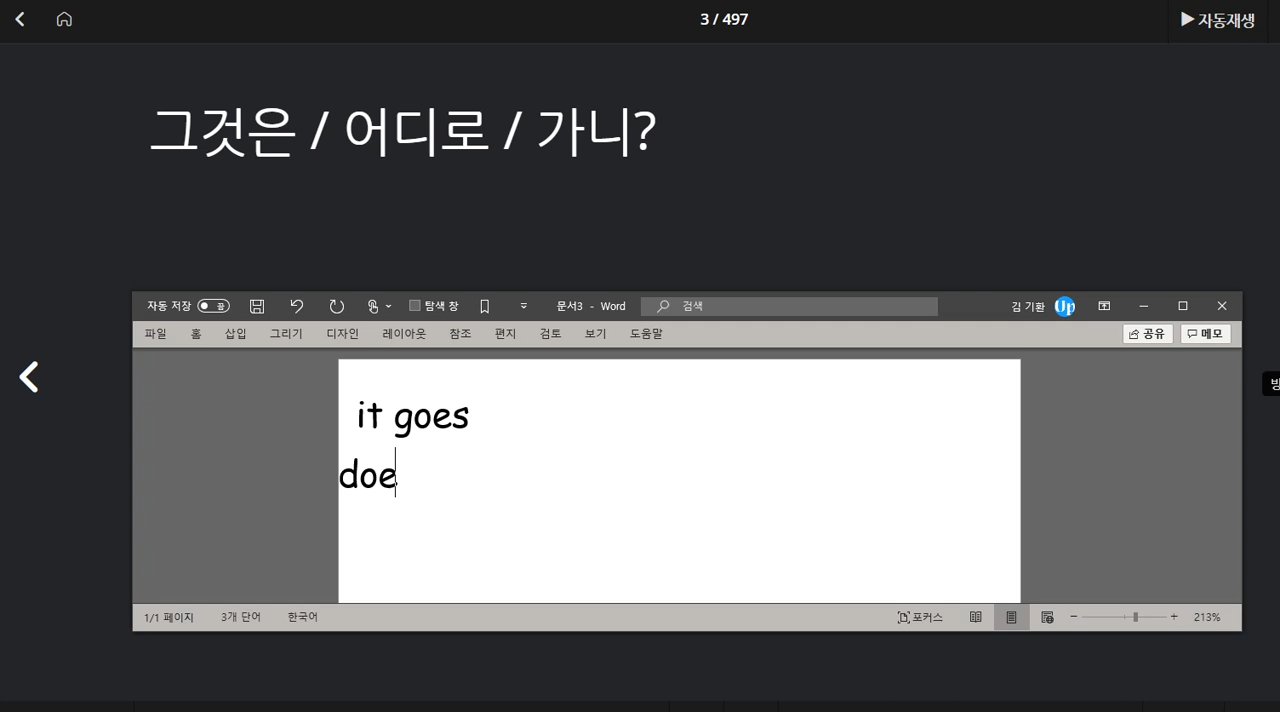 3 / 497
▶ 자동재생
그것은 / 어디로 / 가니?
자동 저장 끔 탐색 창 문서3 - Word 검색 김 기환 Up
파일 홈 삽입 그리기 디자인 레이아웃 참조 편지 검토 보기 도움말 공유 메모
it goes
doe
1/1 페이지 3개 단어 한국어 포커스 213%